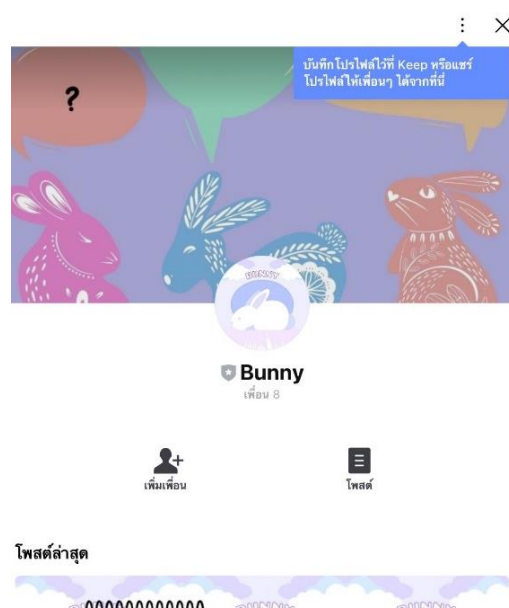 บันทึกโปรไฟล์ไว้ที่ Keep หรือแชร์
โปรไฟล์ให้เพื่อนๆ ได้จากที่นี่
?
BUNNY
Bunny
เพื่อน 8
เพิ่มเพื่อน
โพสต์
โพสต์ล่าสุด